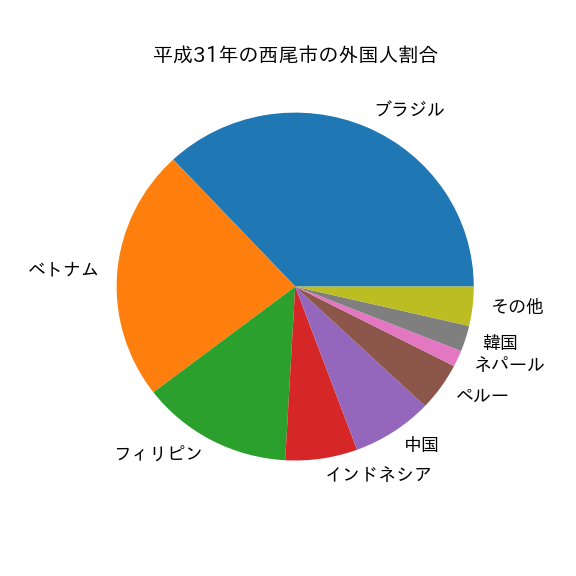 平成31年の西尾市の外国人割合
ブラジル
ベトナム
フィリピン
インドネシア
中国
ペルー
ネパール
韓国
その他